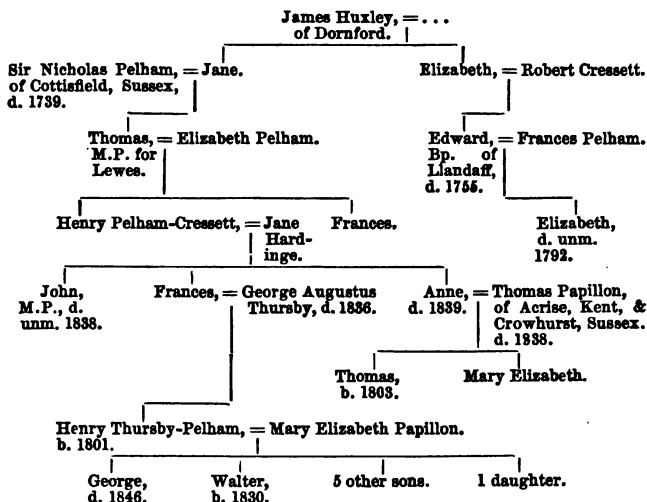 James Huxley, = ...
of Dornford.
Sir Nicholas Pelham, = Jane.
of Cottisfield, Sussex,
d. 1739.
Elizabeth, = Robert Cressett.
Thomas, = Elizabeth Pelham.
M.P. for
Lewes.
Edward, = Frances Pelham.
Bp. of
Llandaff,
d. 1755.
Henry Pelham-Cressett, = Jane
Hard-
inge.
Frances.
Elizabeth,
d. unm.
1792.
John,
M.P., d.
unm. 1838.
Frances, = George Augustus
Thursby, d. 1836.
Anne, = Thomas Papillon,
d. 1839. of Acrise, Kent, &
Crowhurst, Sussex.
d. 1838.
Thomas,
b. 1803.
Mary Elizabeth.
Henry Thursby-Pelham, = Mary Elizabeth Papillon.
b. 1801.
George,
d. 1846.
Walter,
b. 1830.
5 other sons.
1 daughter.